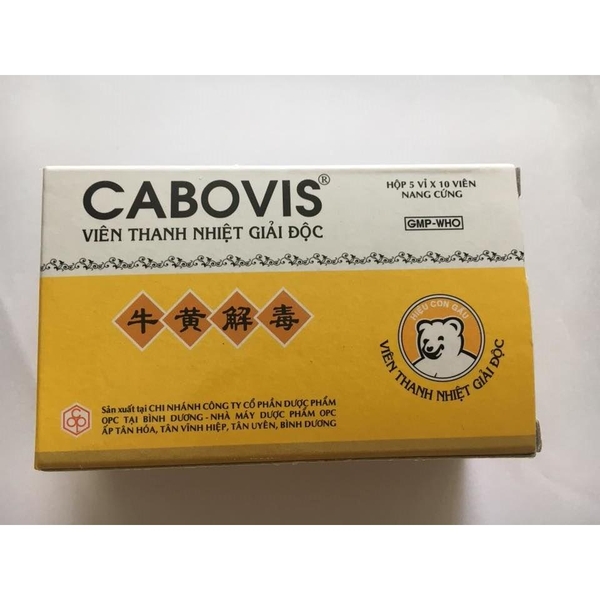 CABOVIS®
VIÊN THANH NHIỆT GIẢI ĐỘC
HỘP 5 VỈ X 10 VIÊN
NANG CỨNG
GMP-WHO
牛黄解毒
HIỆU CON GẤU
VIÊN THANH NHIỆT GIẢI ĐỘC
Sản xuất tại CHI NHÁNH CÔNG TY CỔ PHẦN DƯỢC PHẨM
OPC TẠI BÌNH DƯƠNG - NHÀ MÁY DƯỢC PHẨM OPC
ẤP TÂN HÓA, TÂN VĨNH HIỆP, TÂN UYÊN, BÌNH DƯƠNG